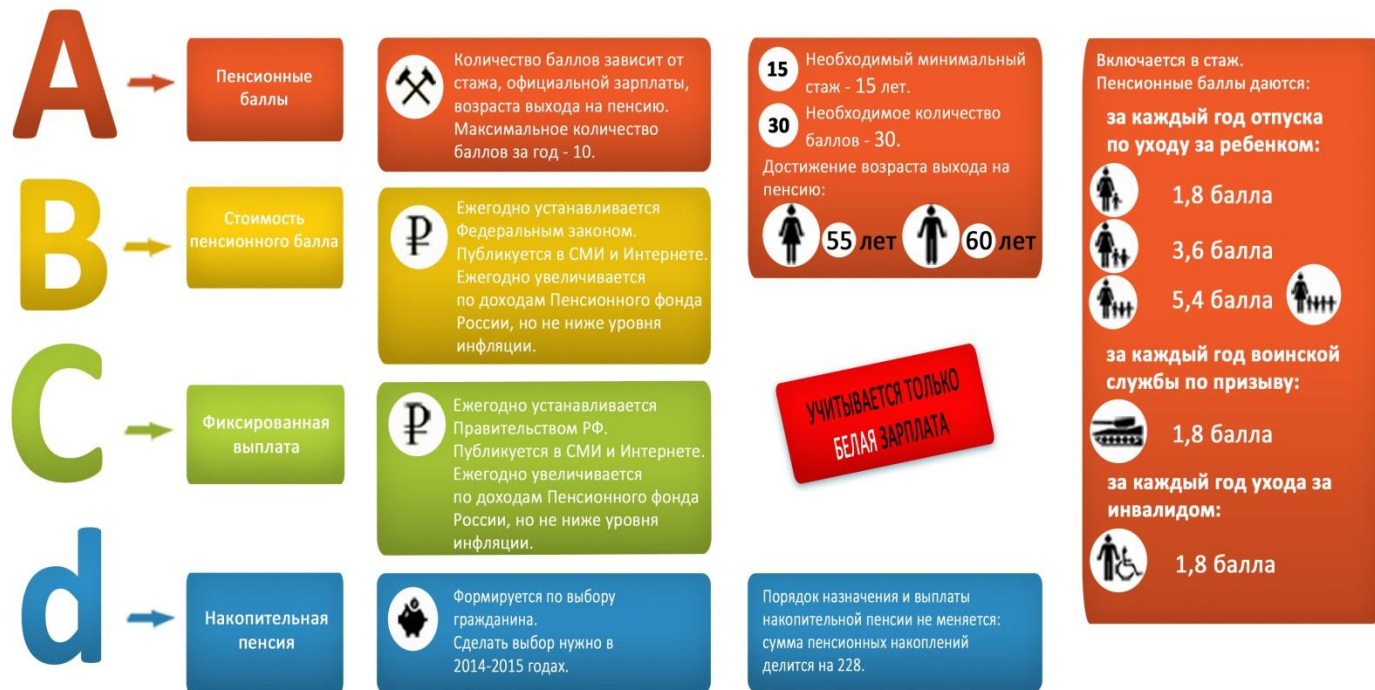 A
Пенсионные
баллы
Количество баллов зависит от
стажа, официальной зарплаты,
возраста выхода на пенсию.
Максимальное количество
баллов за год - 10.
15
Необходимый минимальный
стаж - 15 лет.
30
Необходимое количество
баллов - 30.
Достижение возраста выхода на
пенсию:
55 лет
60 лет
Включается в стаж.
Пенсионные баллы даются:
за каждый год отпуска
по уходу за ребенком:
1,8 балла
3,6 балла
5,4 балла
за каждый год воинской
службы по призыву:
1,8 балла
за каждый год ухода за
инвалидом:
1,8 балла
B
Стоимость
пенсионного балла
Ежегодно устанавливается
Федеральным законом.
Публикуется в СМИ и Интернете.
Ежегодно увеличивается
по доходам Пенсионного фонда
России, но не ниже уровня
инфляции.
C
Фиксированная
выплата
Ежегодно устанавливается
Правительством РФ.
Публикуется в СМИ и Интернете.
Ежегодно увеличивается
по доходам Пенсионного фонда
России, но не ниже уровня
инфляции.
УЧИТЫВАЕТСЯ ТОЛЬКО
БЕЛАЯ ЗАРПЛАТА
d
Накопительная
пенсия
Формируется по выбору
гражданина.
Сделать выбор нужно в
2014-2015 годах.
Порядок назначения и выплаты
накопительной пенсии не меняется:
сумма пенсионных накоплений
делится на 228.